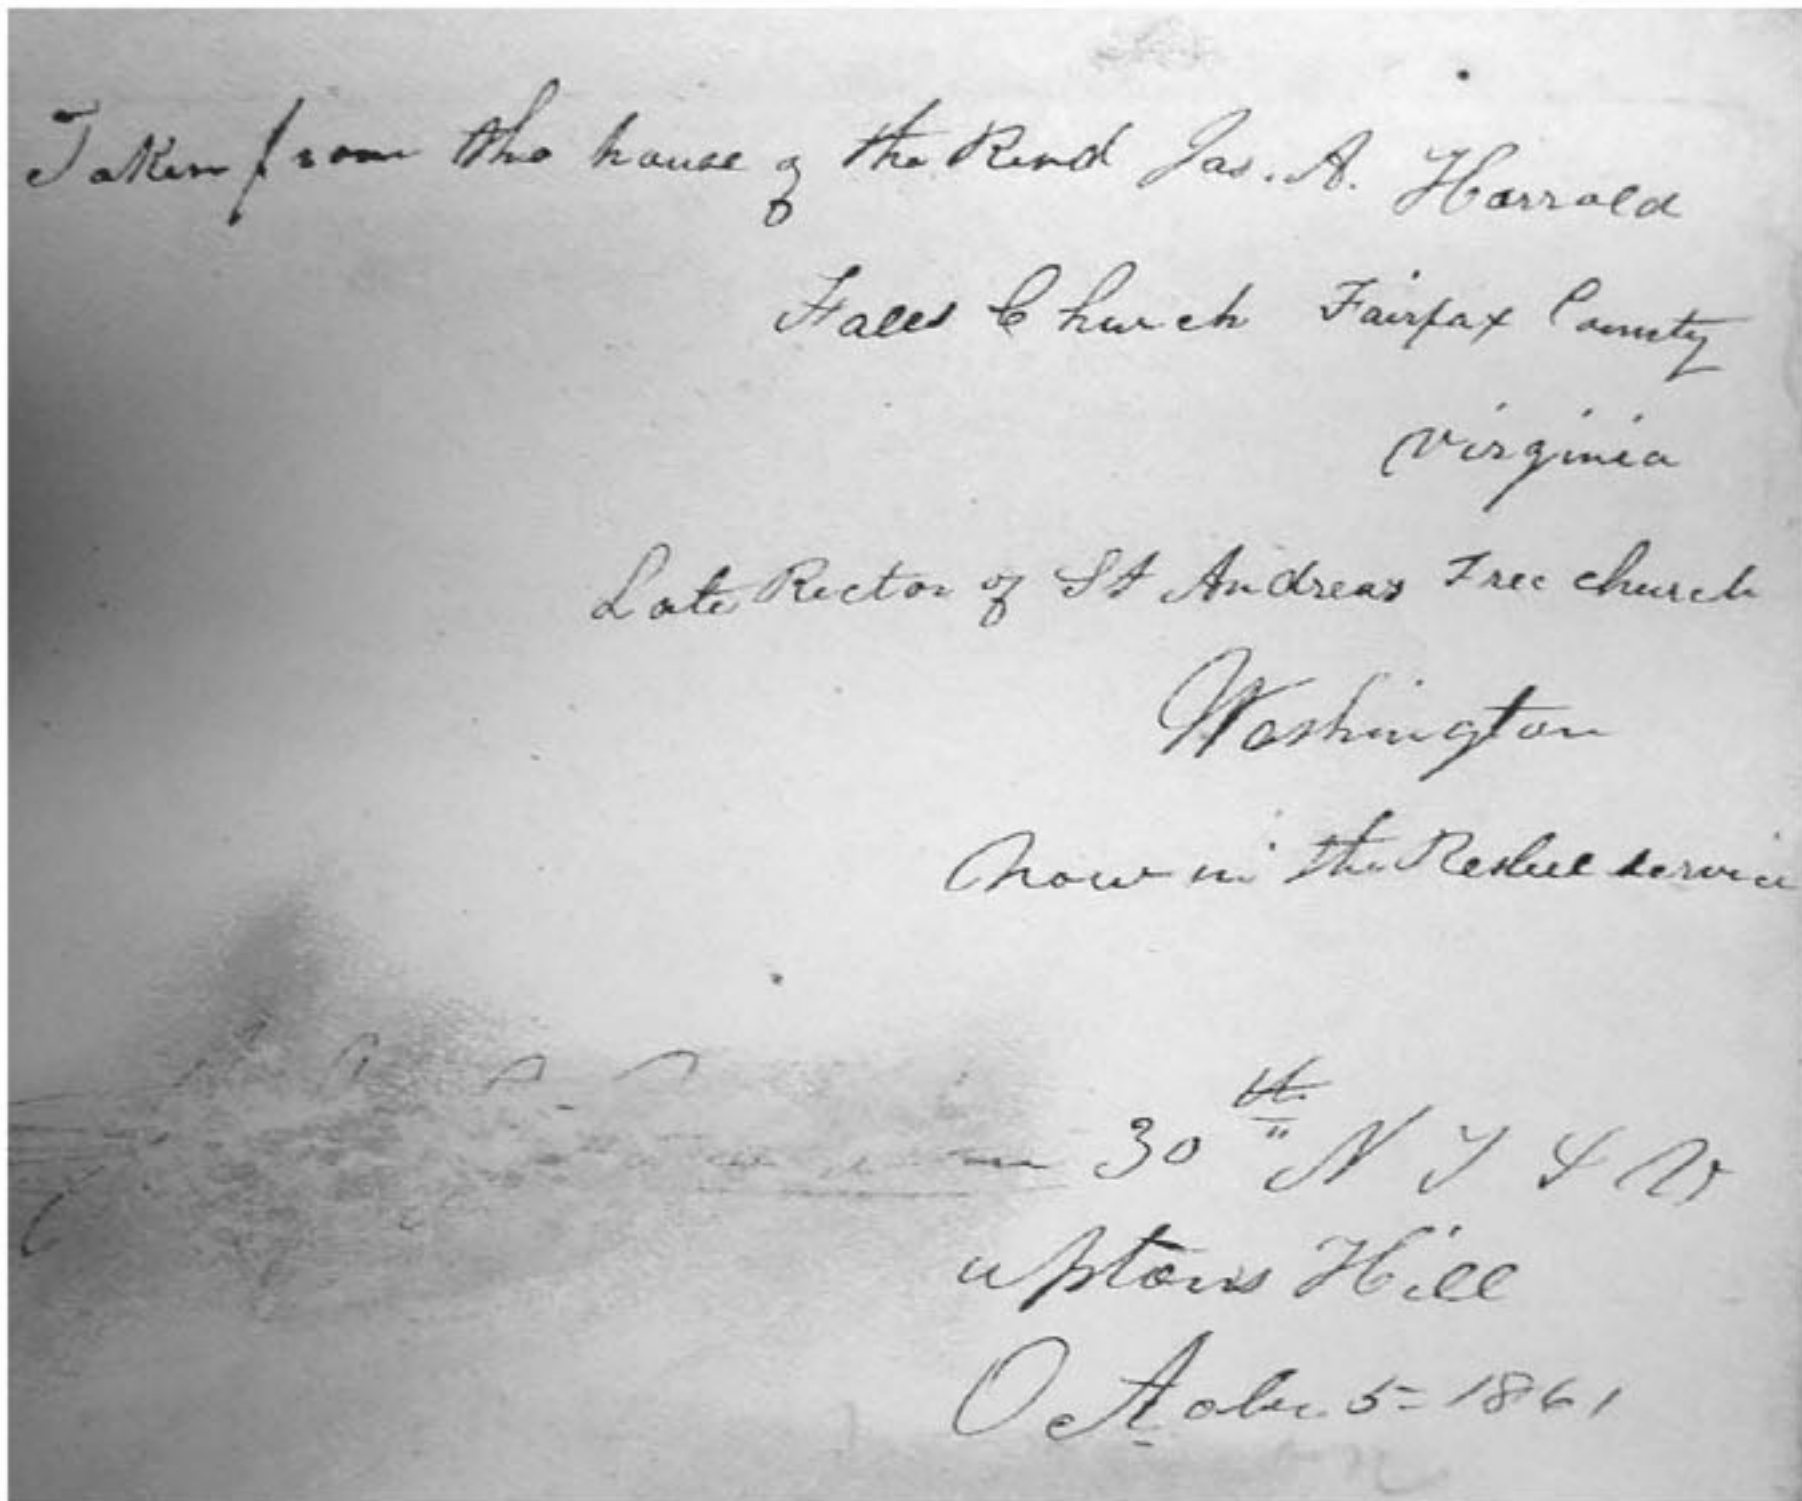 Taken from the house of the Revd Jas. A. Harrold
Falls Church Fairfax County
Virginia
Late Rector of St Andrews Free church
Washington
Now in the Rebel service
30th N Y S V
uptons Hill
October 5 - 1861